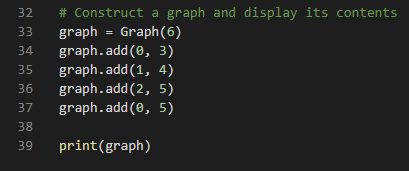 32 # Construct a graph and display its contents
33 graph = Graph(6)
34 graph.add(0, 3)
35 graph.add(1, 4)
36 graph.add(2, 5)
37 graph.add(0, 5)
38
39 print(graph)